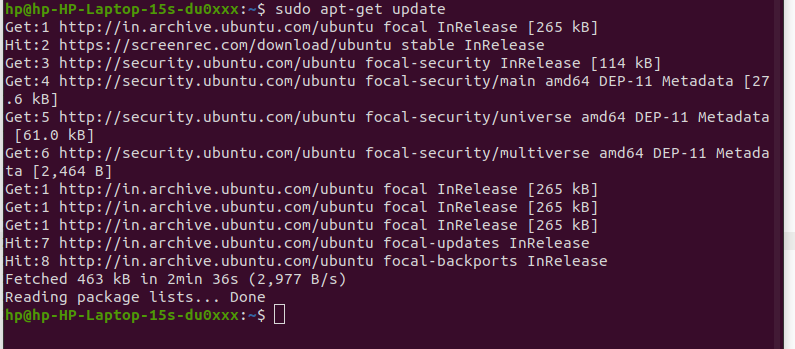 hp@hp-HP-Laptop-15s-du0xxx:~$ sudo apt-get update
Get:1 http://in.archive.ubuntu.com/ubuntu focal InRelease [265 kB]
Hit:2 https://screenrec.com/download/ubuntu stable InRelease
Get:3 http://security.ubuntu.com/ubuntu focal-security InRelease [114 kB]
Get:4 http://security.ubuntu.com/ubuntu focal-security/main amd64 DEP-11 Metadata [27
.6 kB]
Get:5 http://security.ubuntu.com/ubuntu focal-security/universe amd64 DEP-11 Metadata
 [61.0 kB]
Get:6 http://security.ubuntu.com/ubuntu focal-security/multiverse amd64 DEP-11 Metada
ta [2,464 B]
Get:1 http://in.archive.ubuntu.com/ubuntu focal InRelease [265 kB]
Get:1 http://in.archive.ubuntu.com/ubuntu focal InRelease [265 kB]
Get:1 http://in.archive.ubuntu.com/ubuntu focal InRelease [265 kB]
Hit:7 http://in.archive.ubuntu.com/ubuntu focal-updates InRelease
Hit:8 http://in.archive.ubuntu.com/ubuntu focal-backports InRelease
Fetched 463 kB in 2min 36s (2,977 B/s)
Reading package lists... Done
hp@hp-HP-Laptop-15s-du0xxx:~$